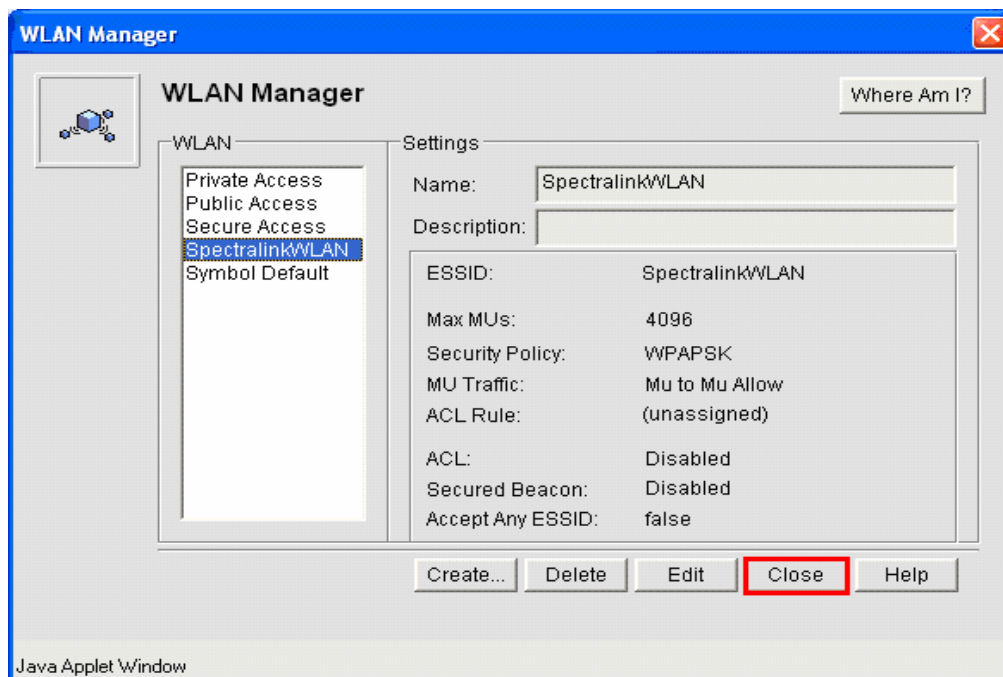 WLAN Manager
WLAN Manager
Where Am I?
WLAN
Private Access
Public Access
Secure Access
SpectralinkWLAN
Symbol Default
Settings
Name: SpectralinkWLAN
Description:
ESSID: SpectralinkWLAN
Max MUs: 4096
Security Policy: WPAPSK
MU Traffic: Mu to Mu Allow
ACL Rule: (unassigned)
ACL: Disabled
Secured Beacon: Disabled
Accept Any ESSID: false
Create... Delete Edit Close Help
Java Applet Window